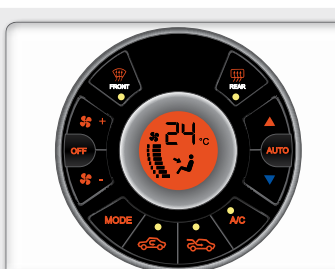 FRONT
REAR
+
24 °C
OFF
AUTO
-
MODE
A/C